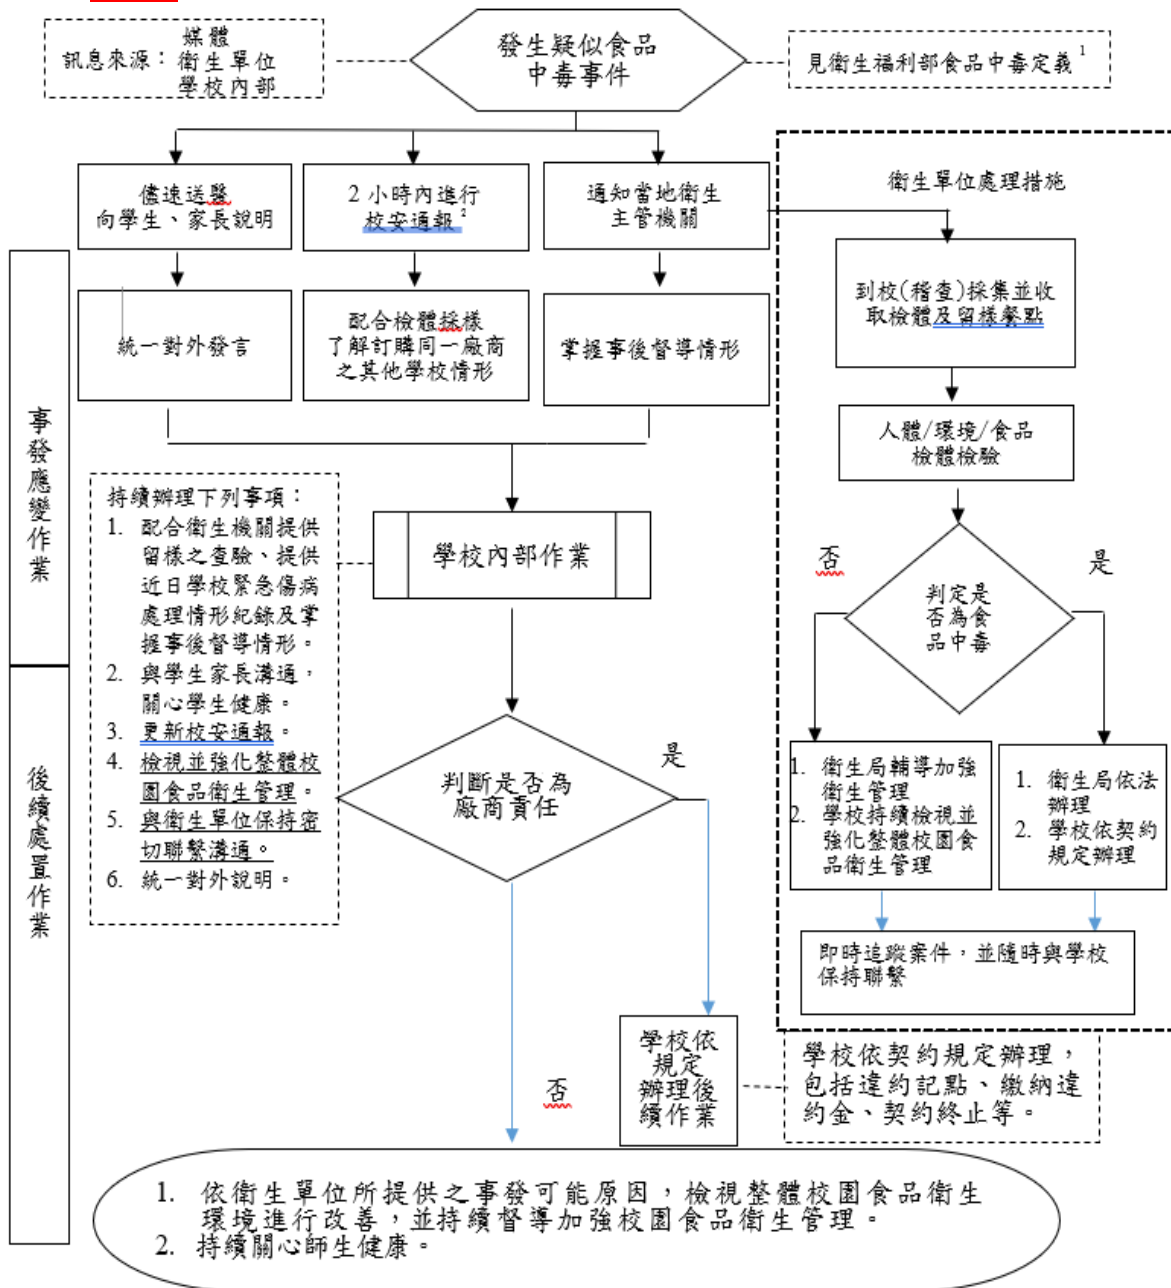 媒體
訊息來源：衛生單位
學校內部
發生疑似食品
中毒事件
見衛生福利部食品中毒定義1
儘速送醫
向學生、家長說明
2 小時內進行
校安通報2
通知當地衛生
主管機關
衛生單位處理措施
統一對外發言
配合檢體採樣
了解訂購同一廠商
之其他學校情形
掌握事後督導情形
到校(稽查)採集並收
取檢體及留樣餐點
人體/環境/食品
檢體檢驗
事發應變作業
持續辦理下列事項：
1. 配合衛生機關提供
留樣之查驗、提供
近日學校緊急傷病
處理情形紀錄及掌
握事後督導情形。
2. 與學生家長溝通，
關心學生健康。
3. 更新校安通報。
4. 檢視並強化整體校
園食品衛生管理。
5. 與衛生單位保持密
切聯繫溝通。
6. 統一對外說明。
學校內部作業
否
是
判定是
否為食
品中毒
後續處置作業
判斷是否為
廠商責任
是
1. 衛生局輔導加強
衛生管理
2. 學校持續檢視並
強化整體校園食
品衛生管理
1. 衛生局依法
辦理
2. 學校依契約
規定辦理
即時追蹤案件，並隨時與學校
保持聯繫
學校依
規定
辦理後
續作業
學校依契約規定辦理，
包括違約記點、繳納違
約金、契約終止等。
否
1. 依衛生單位所提供之事發可能原因，檢視整體校園食品衛生
環境進行改善，並持續督導加強校園食品衛生管理。
2. 持續關心師生健康。